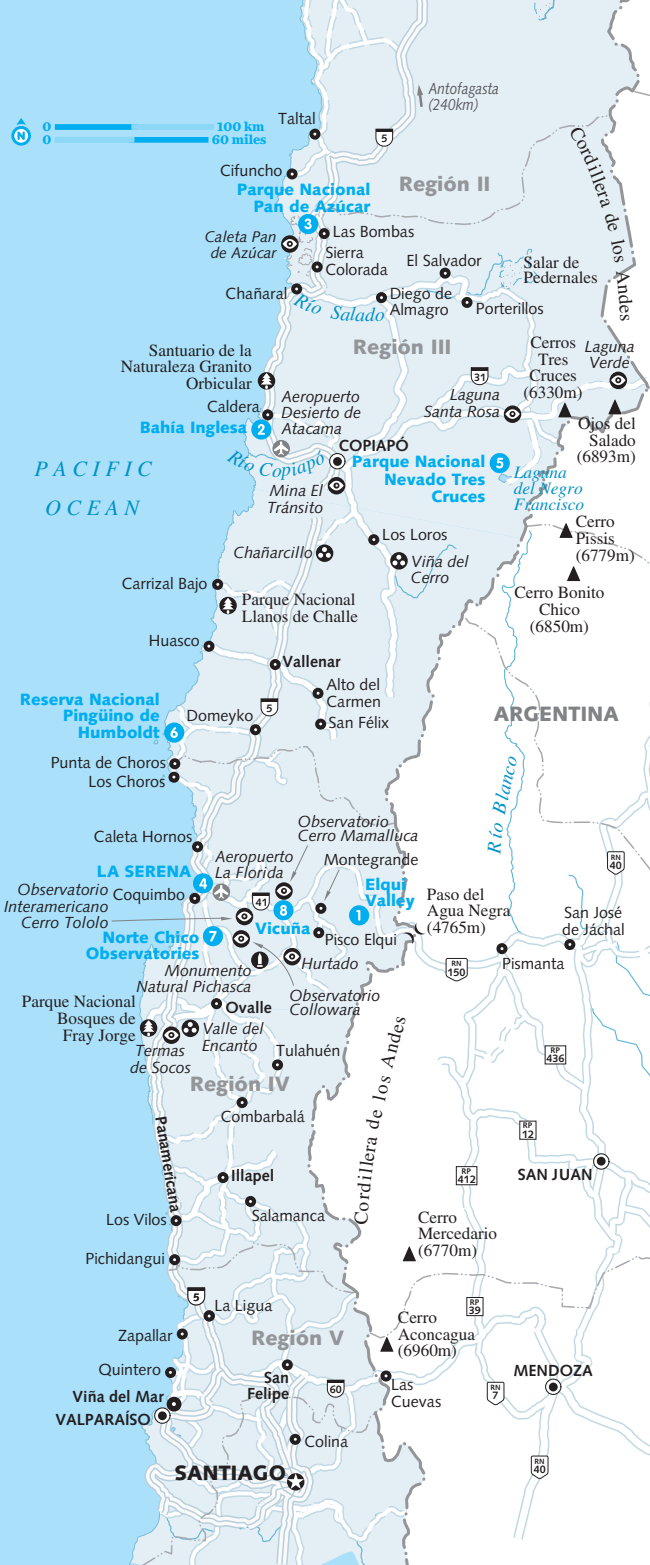 Antofagasta
(240km)
Taltal
5
N
0
100 km
0
60 miles
Cifuncho
Región II
Cordillera de los Andes
Parque Nacional
Pan de Azúcar
3
Las Bombas
Caleta Pan
de Azúcar
Sierra
Colorada
El Salvador
Salar de
Pedernales
Chañaral
Río Salado
Diego de
Almagro
Porterillos
Región III
Santuario de la
Naturaleza Granito
Orbicular
31
Cerros
Tres
Cruces
(6330m)
Laguna
Verde
Laguna
Santa Rosa
Caldera
Aeropuerto
Desierto de
Atacama
Bahía Inglesa
2
Ojos del
Salado
(6893m)
COPIAPÓ
Río Copiapó
Parque Nacional
Nevado Tres
Cruces
5
Laguna
del Negro
Francisco
PACIFIC
OCEAN
Mina El
Tránsito
Cerro
Pissis
(6779m)
Los Loros
Chañarcillo
Viña del
Cerro
Carrizal Bajo
Cerro Bonito
Chico
(6850m)
Parque Nacional
Llanos de Challe
Huasco
Vallenar
Alto del
Carmen
Reserva Nacional
Pingüino de
Humboldt
6
5
Domeyko
San Félix
ARGENTINA
Punta de Choros
Los Choros
Río Blanco
Caleta Hornos
Observatorio
Cerro Mamalluca
RN
40
Aeropuerto
La Florida
Montegrande
LA SERENA
4
Observatorio
Interamericano
Cerro Tololo
Coquimbo
41
8
Vicuña
1
Elqui
Valley
Paso del
Agua Negra
(4765m)
San José
de Jáchal
Norte Chico
Observatories
7
Pisco Elqui
Pismanta
RN
150
Monumento
Natural Pichasca
Hurtado
Observatorio
Collowara
Parque Nacional
Bosques de
Fray Jorge
Ovalle
Valle del
Encanto
Termas
de Socos
Tulahuén
Cordillera de los Andes
RP
436
Región IV
Combarbalá
Panamericana
RP
12
SAN JUAN
RP
412
Illapel
Salamanca
Los Vilos
Cerro
Mercedario
(6770m)
Pichidangui
5
La Ligua
RP
39
Zapallar
Región V
Cerro
Aconcagua
(6960m)
Quintero
San
Felipe
60
Las
Cuevas
MENDOZA
RN
7
Viña del Mar
VALPARAÍSO
Colina
RN
40
SANTIAGO